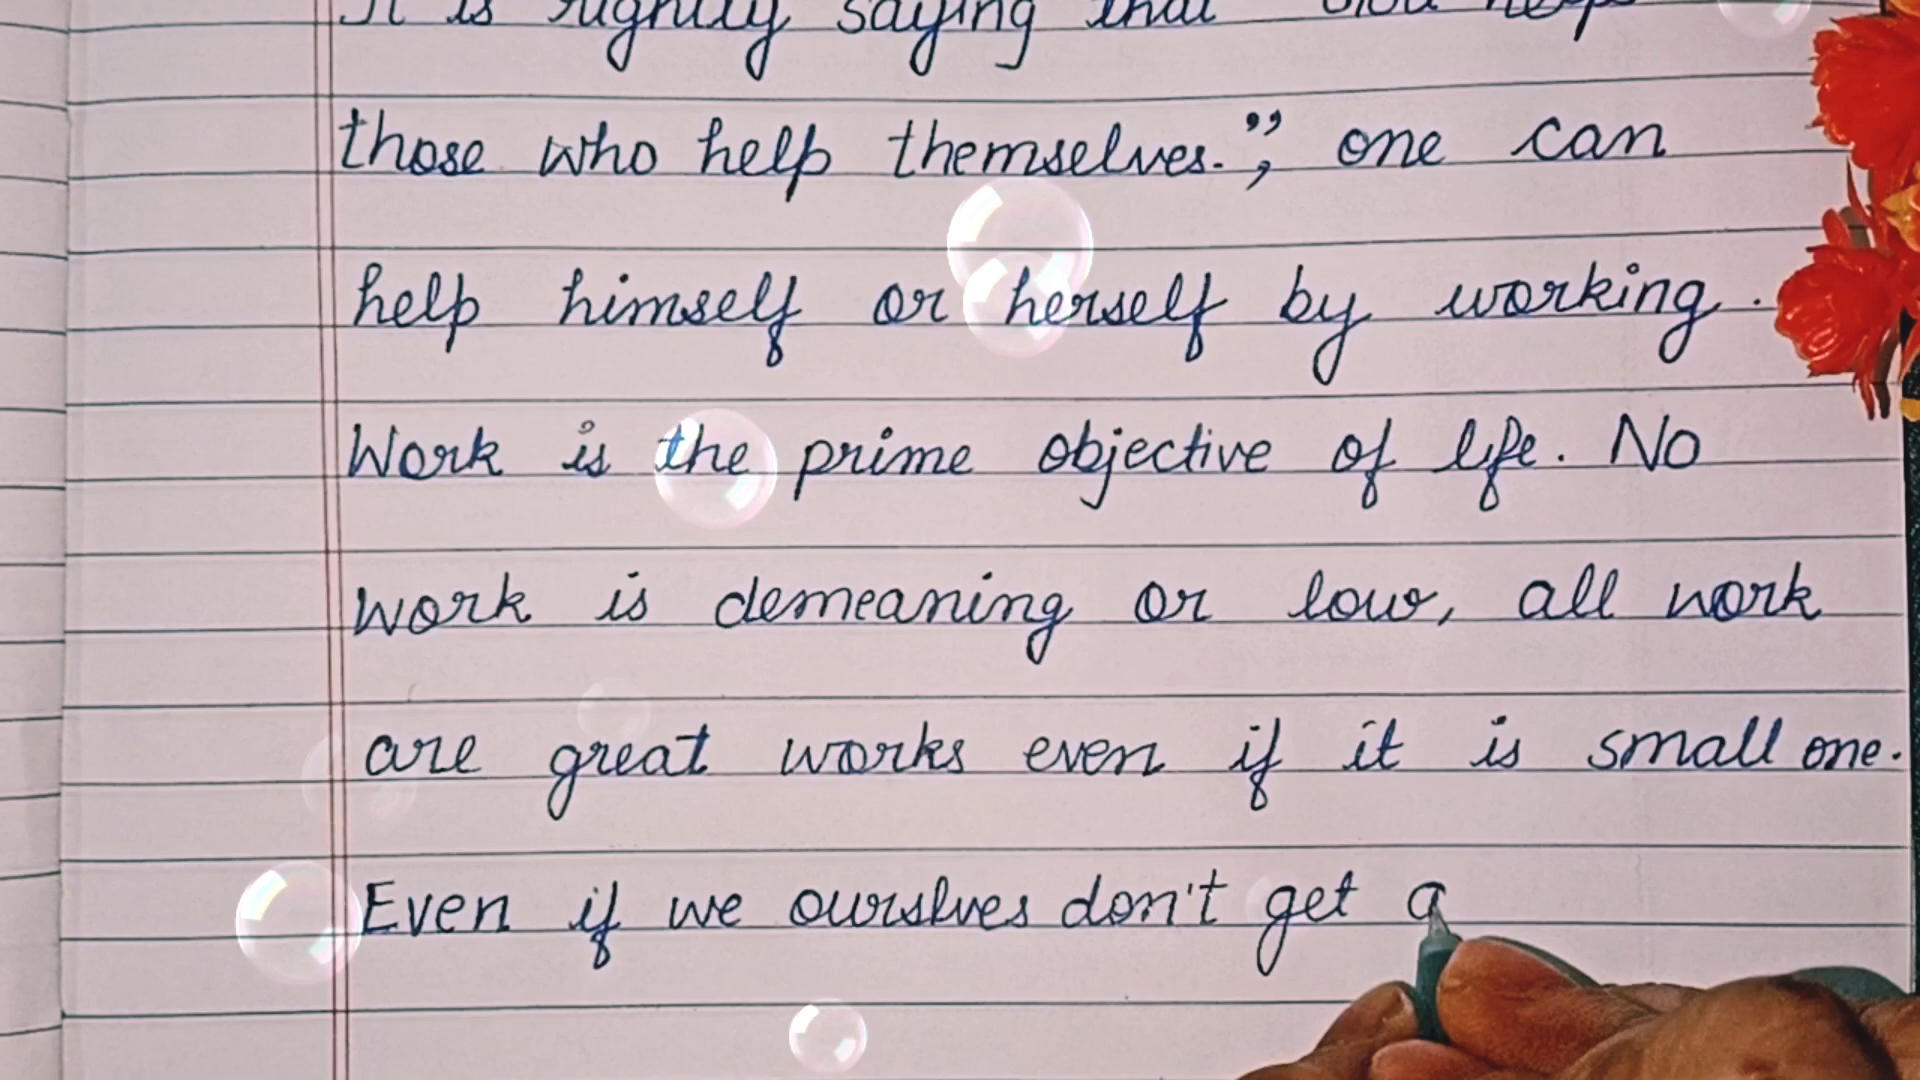 It is rightly saying that "God help
those who help themselves.", one can
help himself or herself by working.
Work is the prime objective of life. No
work is demeaning or low, all work
are great works even if it is small one.
Even if we ourslves don't get a